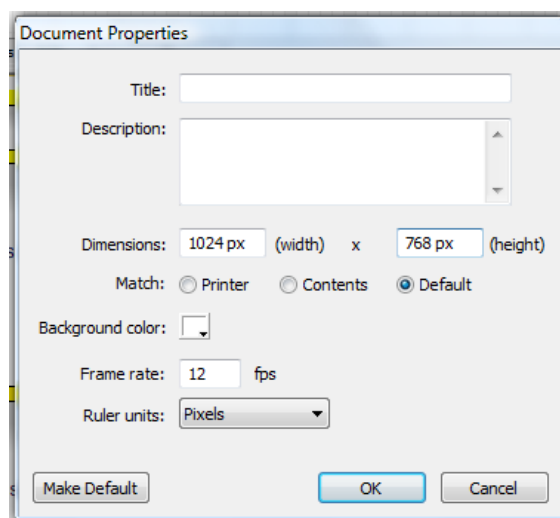 Document Properties
Title:
Description:
Dimensions: 1024 px (width) x 768 px (height)
Match: Printer Contents Default
Background color:
Frame rate: 12 fps
Ruler units: Pixels
Make Default OK Cancel